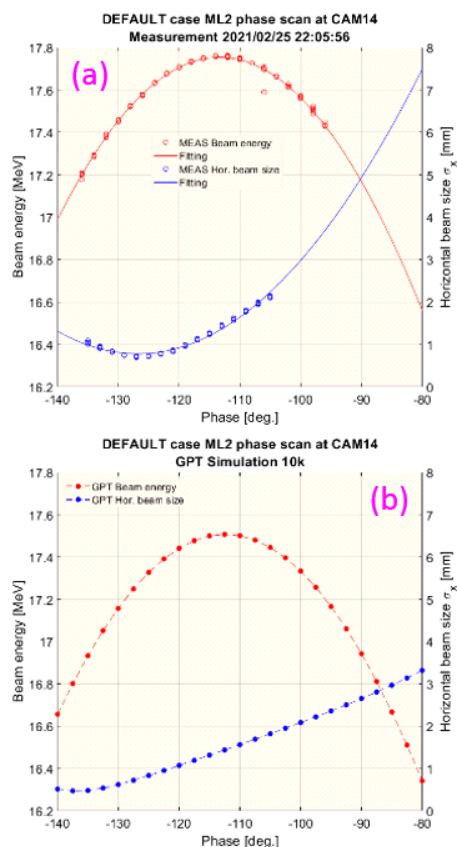 DEFAULT case ML2 phase scan at CAM14
Measurement 2021/02/25 22:05:56
(a)
17.8
17.6
17.4
17.2
17
16.8
16.6
16.4
16.2
Beam energy [MeV]
MEAS Beam energy
Fitting
MEAS Hor. beam size
Fitting
8
7
6
5
4
3
2
1
0
Horizontal beam size σx [mm]
-140 -130 -120 -110 -100 -90 -80
Phase [deg.]
DEFAULT case ML2 phase scan at CAM14
GPT Simulation 10k
(b)
17.8
17.6
17.4
17.2
17
16.8
16.6
16.4
16.2
Beam energy [MeV]
GPT Beam energy
GPT Hor. beam size
8
7
6
5
4
3
2
1
0
Horizontal beam size σx [mm]
-140 -130 -120 -110 -100 -90 -80
Phase [deg.]